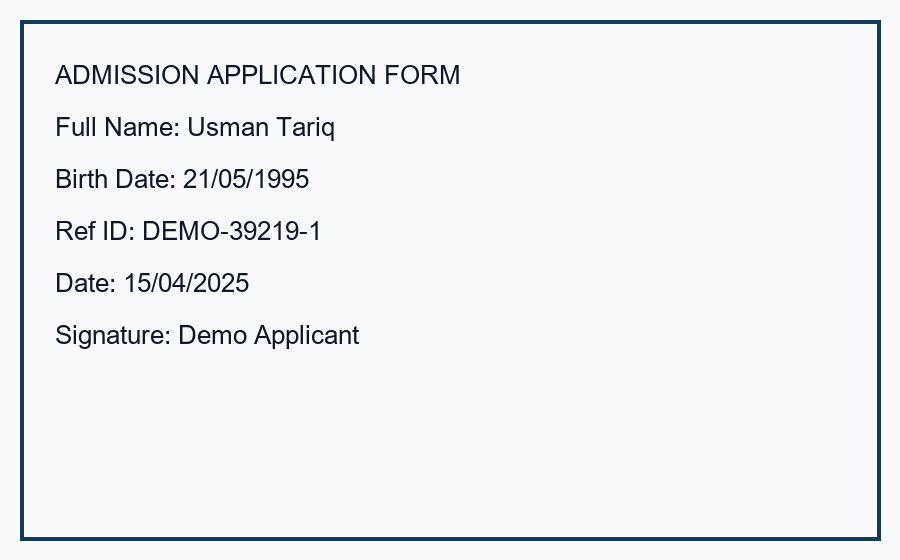 ADMISSION APPLICATION FORM
Full Name: Usman Tariq
Birth Date: 21/05/1995
Ref ID: DEMO-39219-1
Date: 15/04/2025
Signature: Demo Applicant